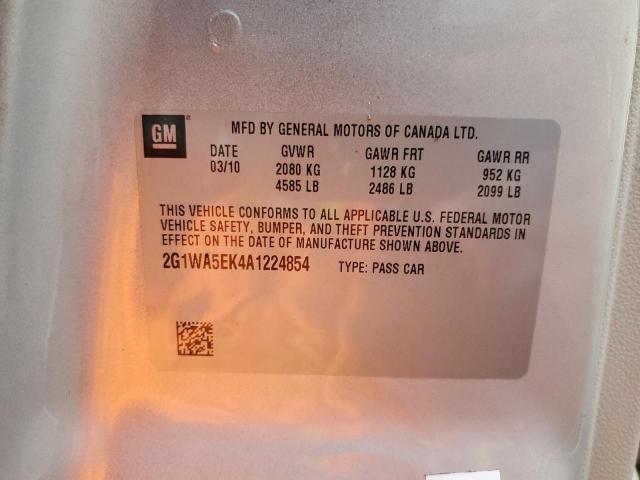 GM
MFD BY GENERAL MOTORS OF CANADA LTD.
DATE GVWR GAWR FRT GAWR RR
03/10 2080 KG 1128 KG 952 KG
4585 LB 2486 LB 2099 LB
THIS VEHICLE CONFORMS TO ALL APPLICABLE U.S. FEDERAL MOTOR
VEHICLE SAFETY, BUMPER, AND THEFT PREVENTION STANDARDS IN
EFFECT ON THE DATE OF MANUFACTURE SHOWN ABOVE.
2G1WA5EK4A1224854 TYPE: PASS CAR